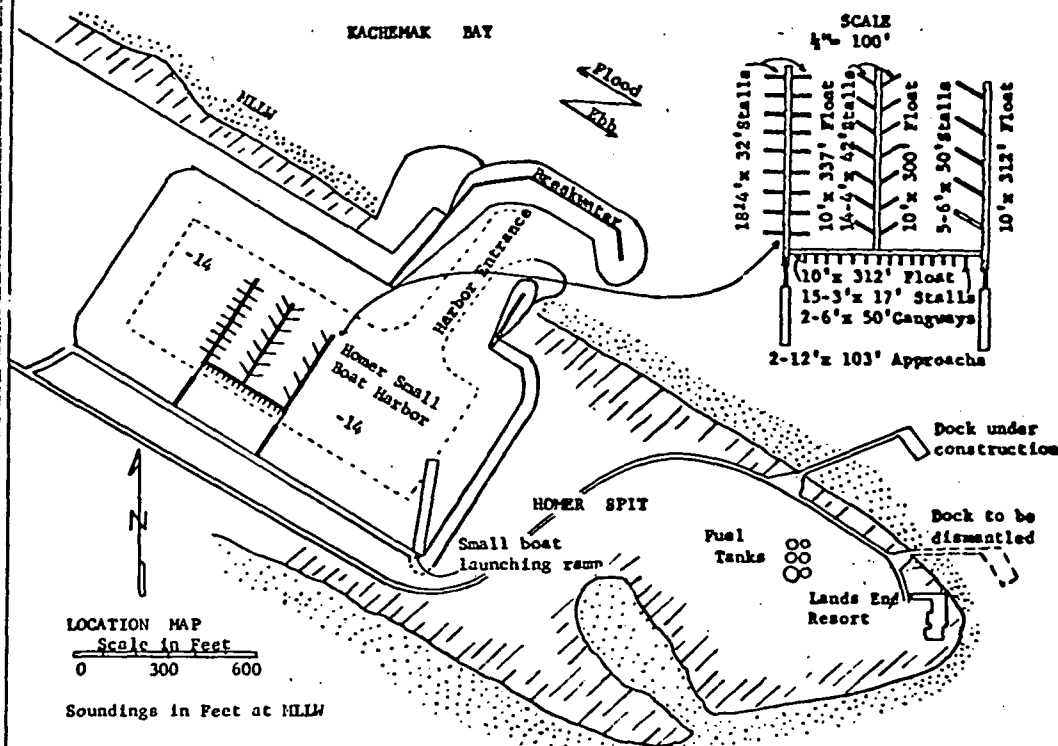 KACHEMAK BAY
SCALE
½"= 100'
Flood
Ebb
MLLW
Breakwater
Harbor Entrance
18-4'x 32'Stalls
10'x 337' Float
14-4'x 42'Stalls
10'x 300' Float
5-6'x 50'Stalls
10'x 312' Float
10'x 312' Float
15-3'x 17' Stalls
2-6'x 50'Gangways
2-12'x 103' Approachs
-14
Homer Small
Boat Harbor
-14
Dock under
construction
HOMER SPIT
Dock to be
dismantled
Fuel
Tanks
Small boat
launching ramp
Lands End
Resort
N
LOCATION MAP
Scale in Feet
0 300 600
Soundings in Feet at MLLW